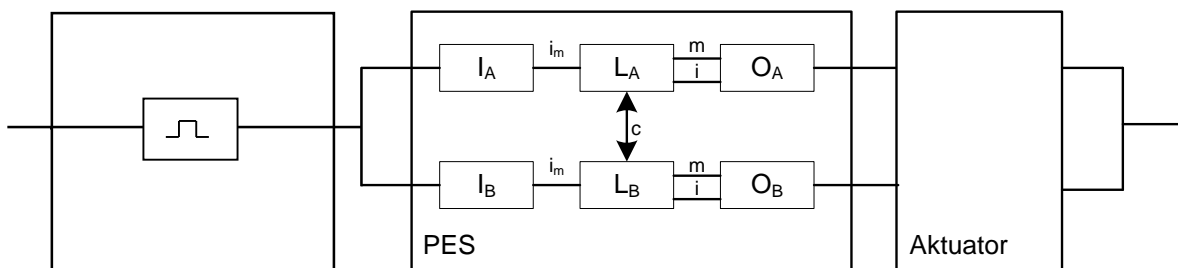 I_A i_m L_A m i O_A
c
I_B i_m L_B m i O_B
PES
Aktuator